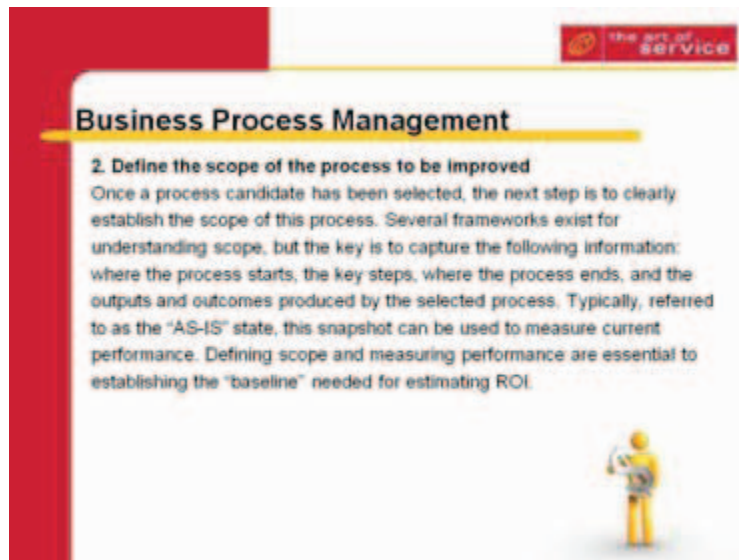 the art of
service
Business Process Management
2. Define the scope of the process to be improved
Once a process candidate has been selected, the next step is to clearly
establish the scope of this process. Several frameworks exist for
understanding scope, but the key is to capture the following information:
where the process starts, the key steps, where the process ends, and the
outputs and outcomes produced by the selected process. Typically, referred
to as the “AS-IS” state, this snapshot can be used to measure current
performance. Defining scope and measuring performance are essential to
establishing the “baseline” needed for estimating ROI.